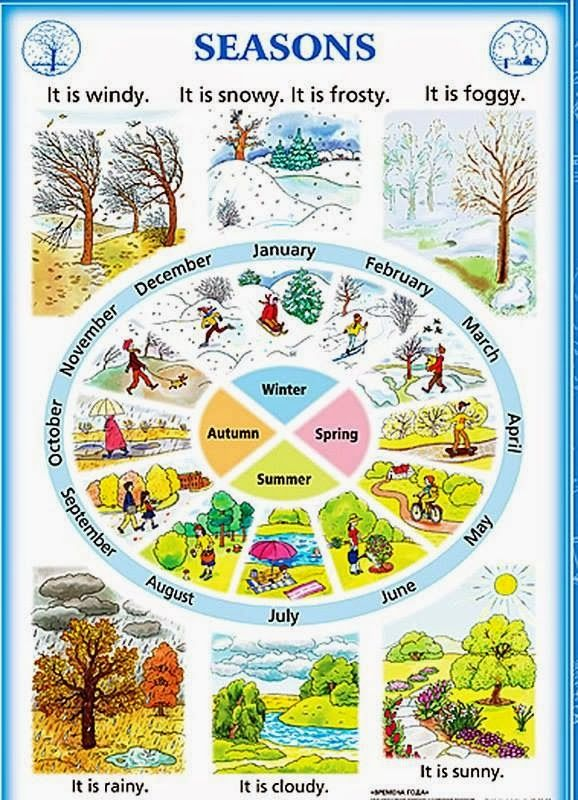 SEASONS
It is windy.
It is snowy. It is frosty.
It is foggy.
January
February
March
April
May
June
July
August
September
October
November
December
Winter
Autumn
Spring
Summer
It is rainy.
It is cloudy.
It is sunny.
«ВРЕМЕНА ГОДА»